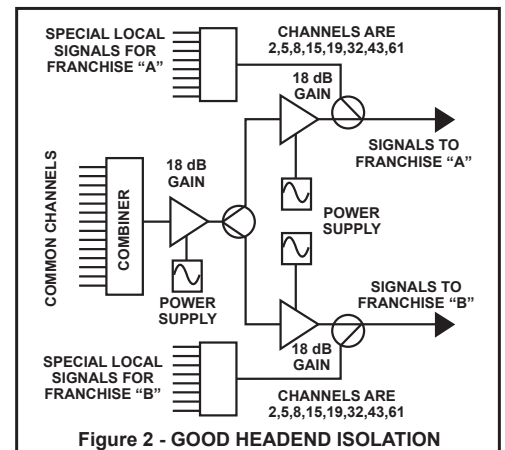 SPECIAL LOCAL
SIGNALS FOR
FRANCHISE “A”
CHANNELS ARE
2,5,8,15,19,32,43,61
18 dB
GAIN
SIGNALS TO
FRANCHISE “A”
COMMON CHANNELS
COMBINER
18 dB
GAIN
POWER
SUPPLY
POWER
SUPPLY
SIGNALS TO
FRANCHISE “B”
18 dB
GAIN
SPECIAL LOCAL
SIGNALS FOR
FRANCHISE “B”
CHANNELS ARE
2,5,8,15,19,32,43,61
Figure 2 - GOOD HEADEND ISOLATION